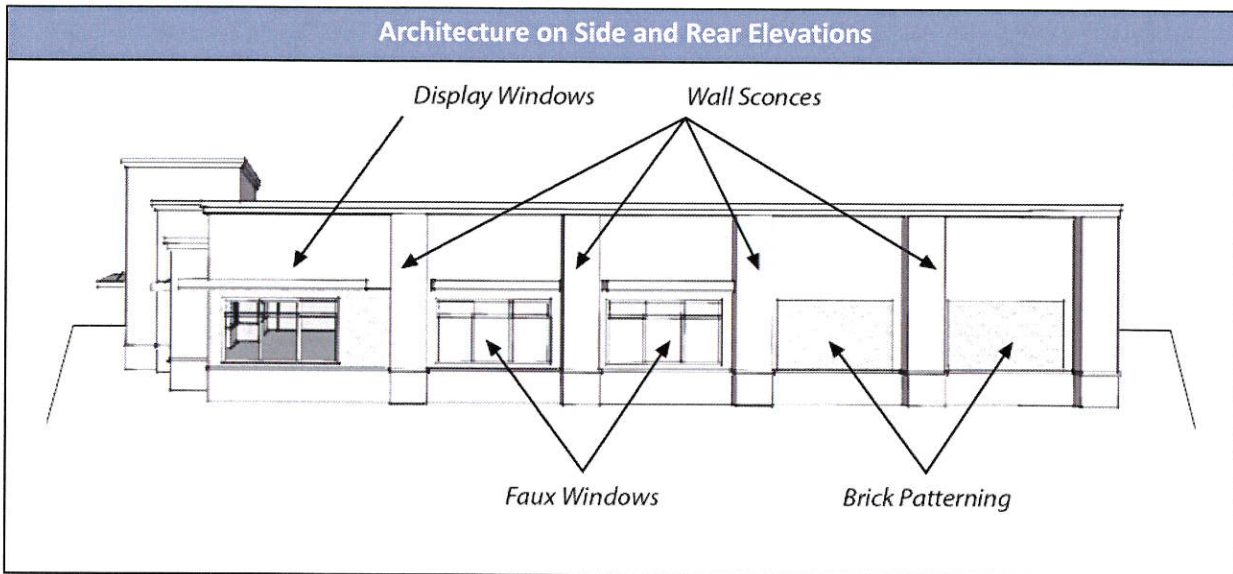 Architecture on Side and Rear Elevations
Display Windows
Wall Sconces
Faux Windows
Brick Patterning